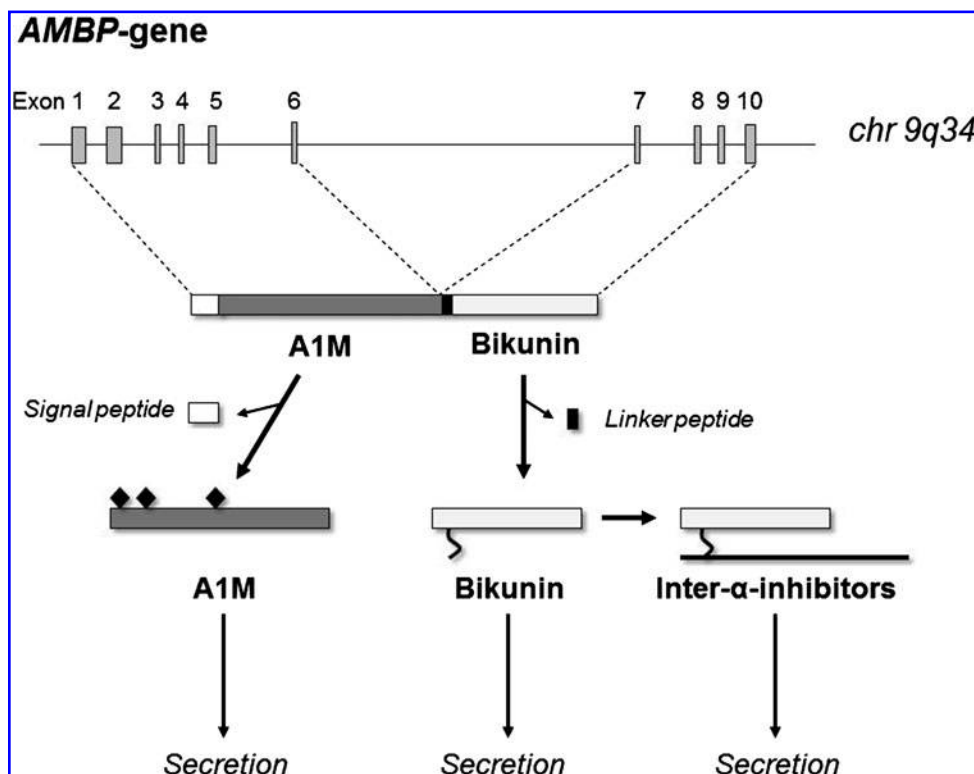 AMBP-gene
Exon 1 2 3 4 5 6 7 8 9 10
chr 9q34
A1M Bikunin
Signal peptide
Linker peptide
A1M Bikunin Inter-α-inhibitors
Secretion Secretion Secretion